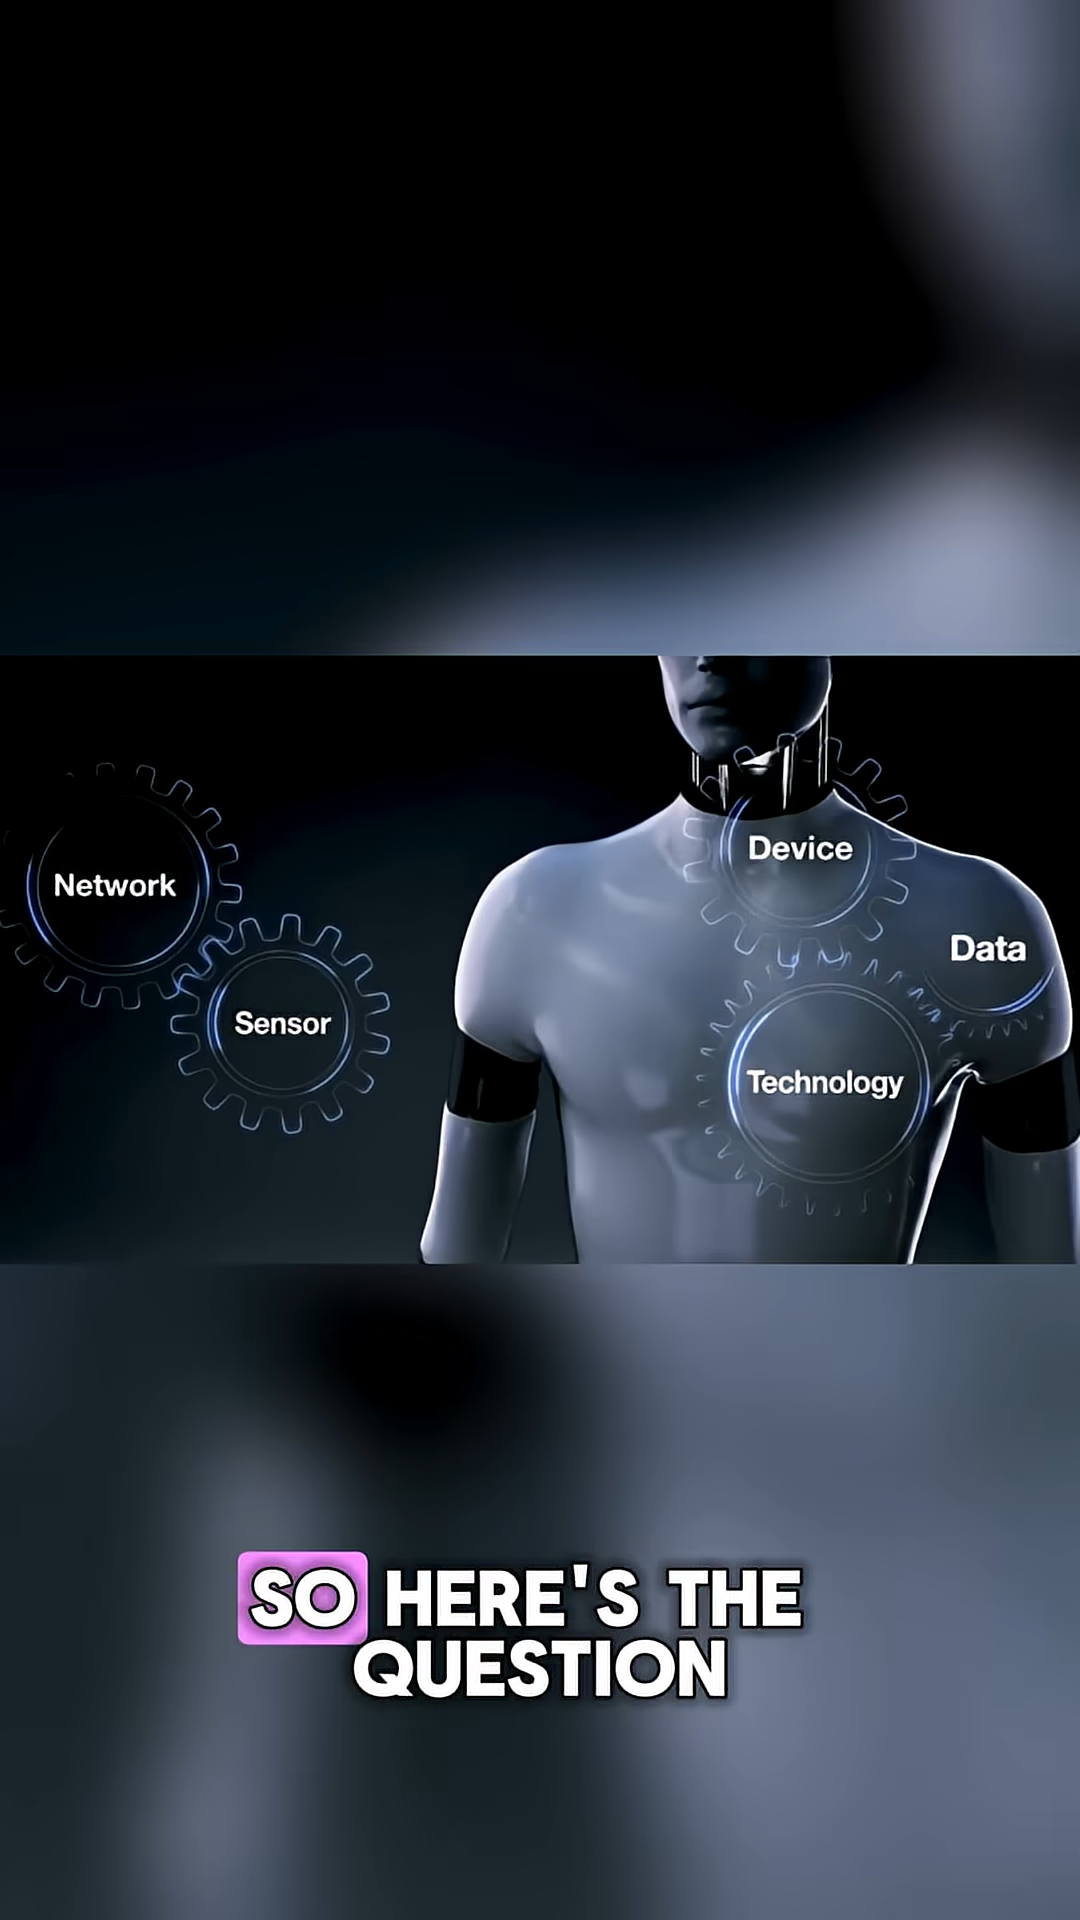 Device
Network
Data
Sensor
Technology
SO HERE'S THE
QUESTION